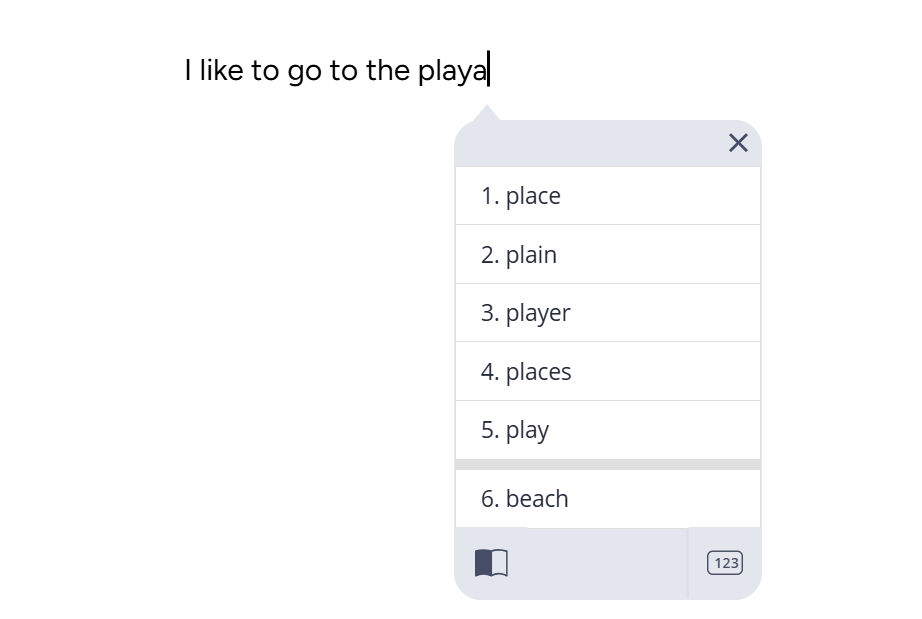 I like to go to the playa
1. place
2. plain
3. player
4. places
5. play
6. beach
123